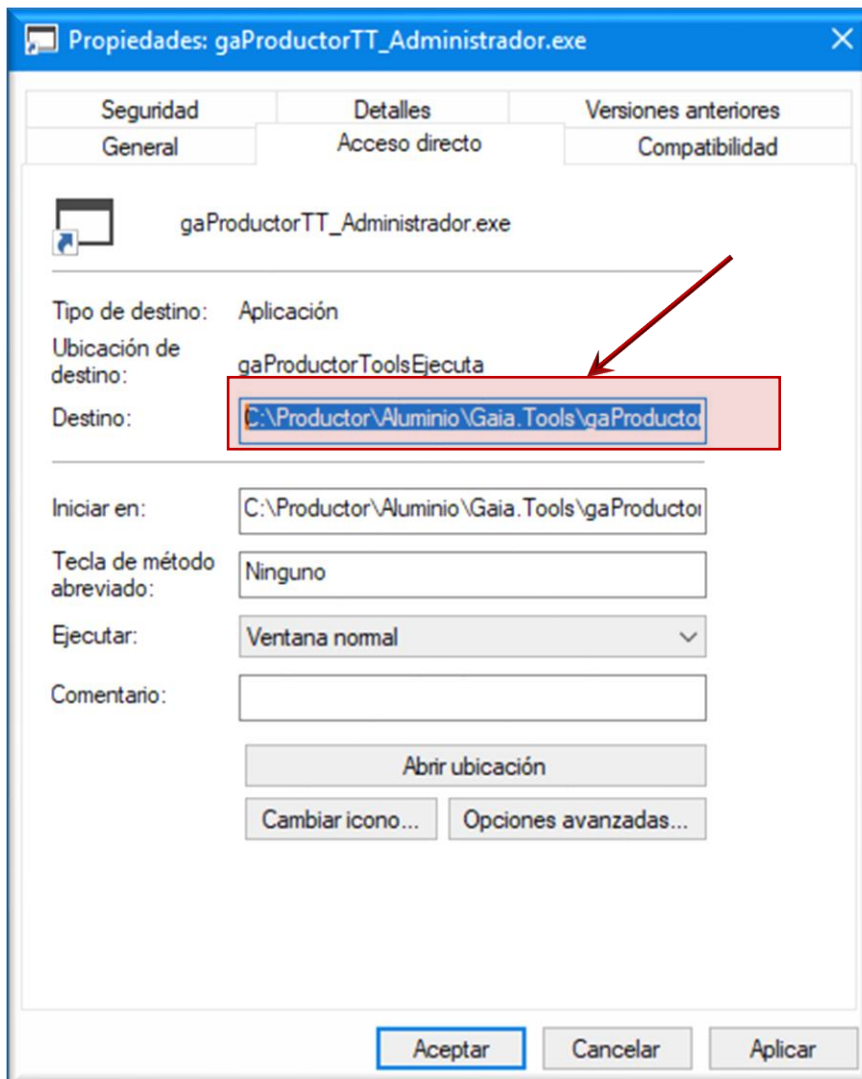 Propiedades: gaProductorTT_Administrador.exe
Seguridad Detalles Versiones anteriores
General Acceso directo Compatibilidad
gaProductorTT_Administrador.exe
Tipo de destino: Aplicación
Ubicación de destino: gaProductorToolsEjecuta
Destino: C:\Productor\Aluminio\Gaia.Tools\gaProductor
Iniciar en: C:\Productor\Aluminio\Gaia.Tools\gaProductor
Tecla de método abreviado: Ninguno
Ejecutar: Ventana normal
Comentario:
Abrir ubicación
Cambiar icono... Opciones avanzadas...
Aceptar Cancelar Aplicar